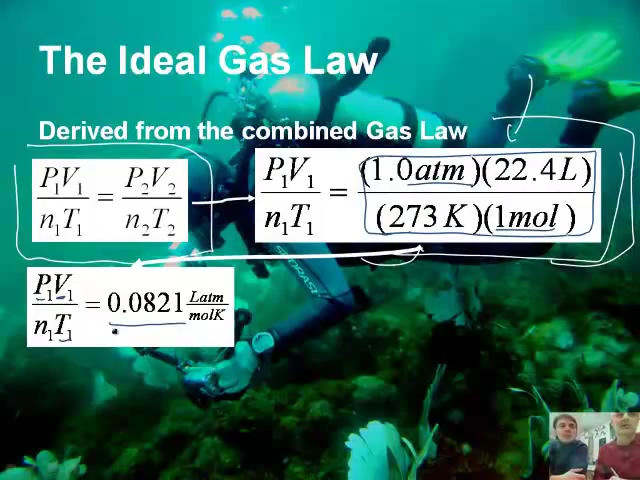 The Ideal Gas Law
Derived from the combined Gas Law
P₁V₁ / n₁T₁ = P₂V₂ / n₂T₂
P₁V₁ / n₁T₁ = (1.0atm)(22.4L) / (273K)(1mol)
P₁V₁ / n₁T₁ = 0.0821 Latm / molK